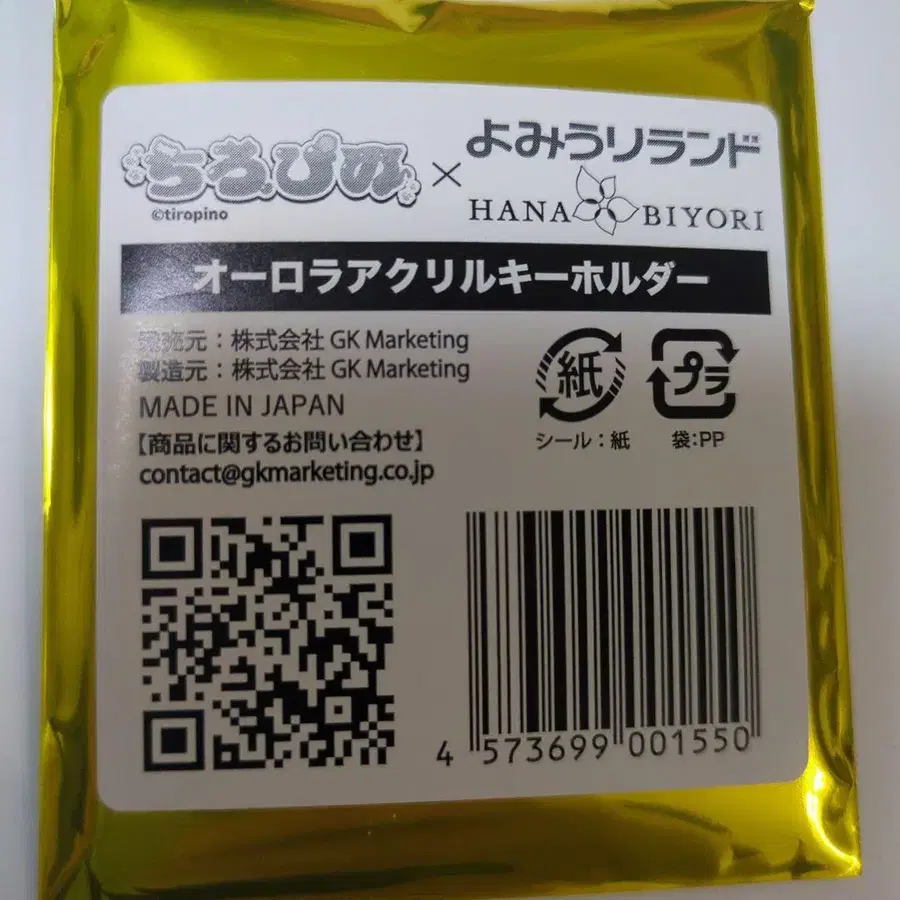 ちろぴの
©tiropino
×
よみうりランド
HANA BIYORI
オーロラアクリルキーホルダー
発売元：株式会社 GK Marketing
製造元：株式会社 GK Marketing
MADE IN JAPAN
【商品に関するお問い合わせ】
contact@gkmarketing.co.jp
紙
シール：紙
プラ
袋：PP
4 573699 001550